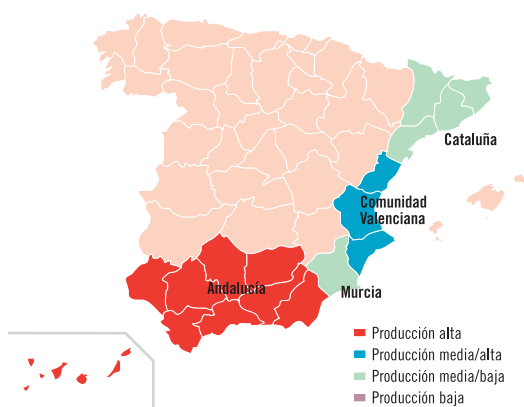 Cataluña
Comunidad
Valenciana
Andalucía
Murcia
Producción alta
Producción media/alta
Producción media/baja
Producción baja